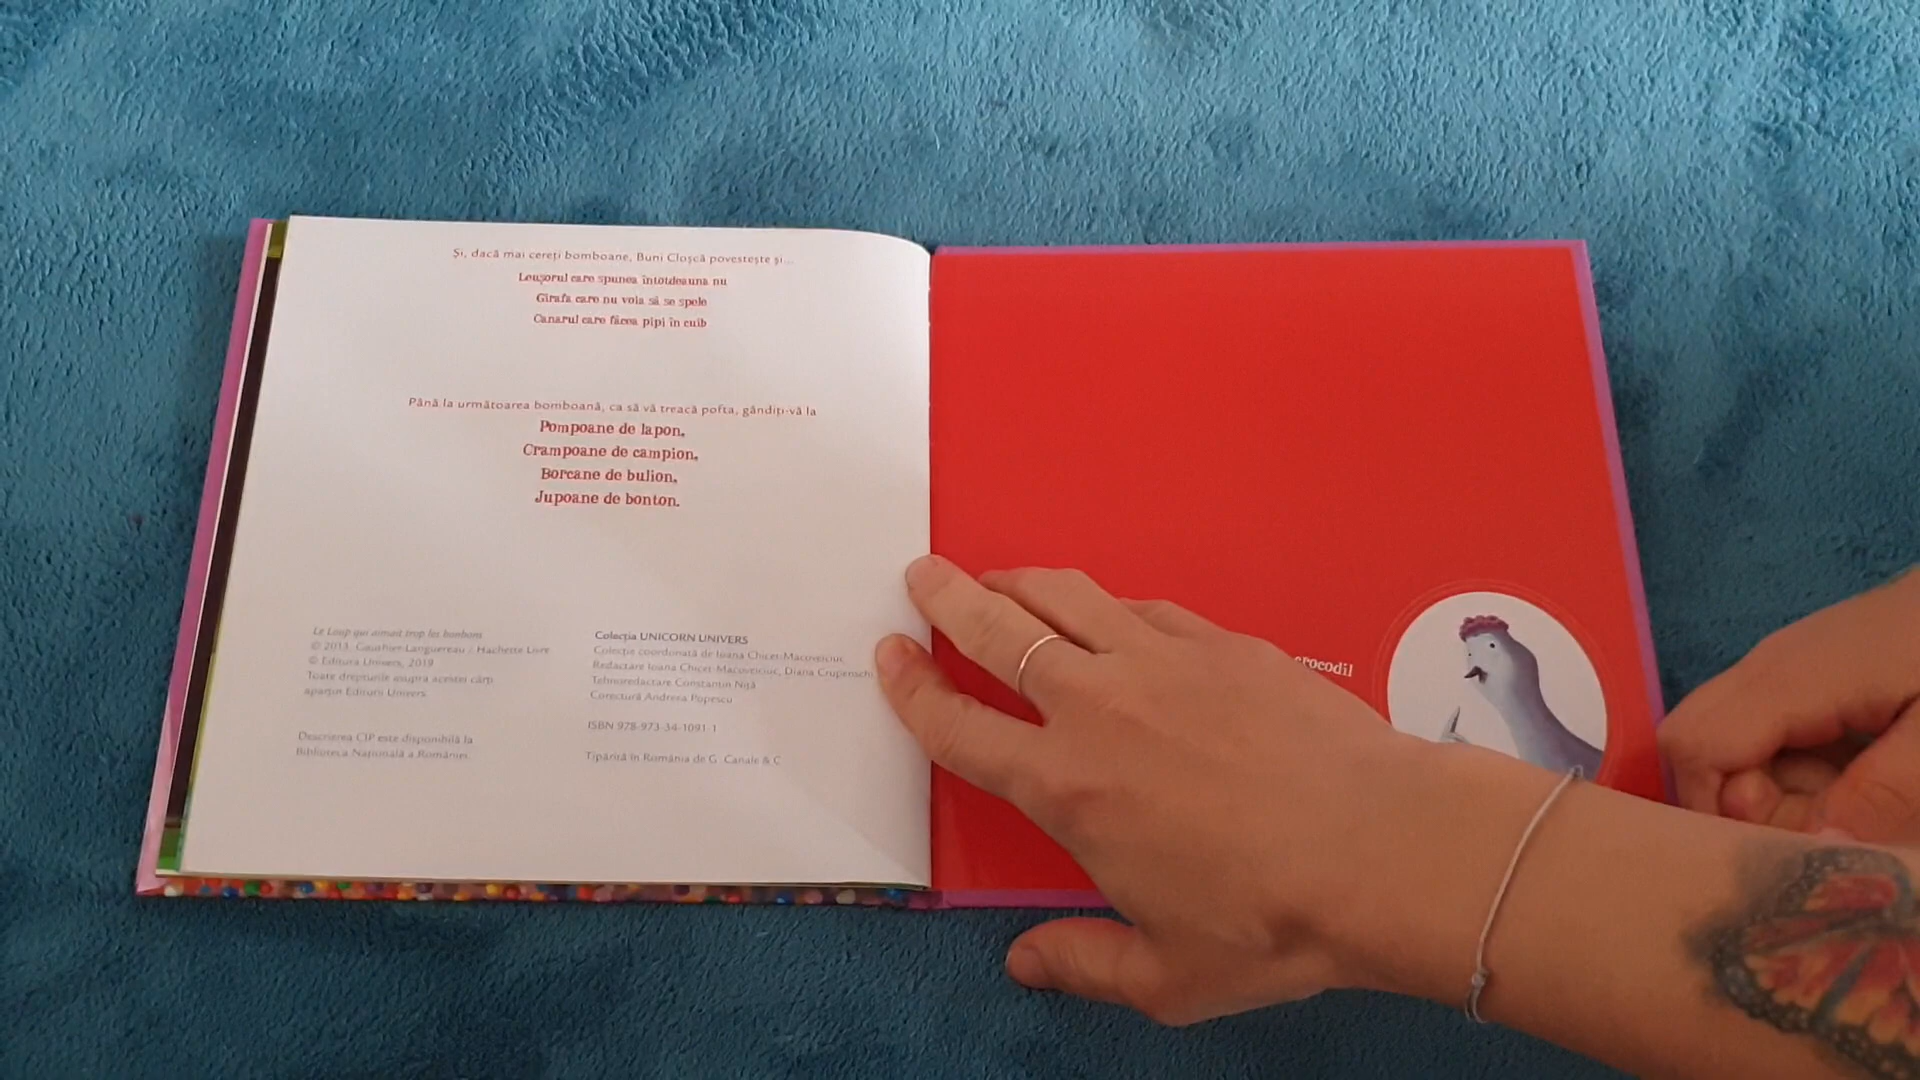 Și, dacă mai cereți bomboane, Buni Cloșcă povestește și...
Leușorul care spunea întotdeauna nu
Girafa care nu voia să se spele
Canarul care făcea pipi în cuib
Până la următoarea bomboană, ca să vă treacă pofta, gândiți-vă la
Pompoane de lapon,
Crampoane de campion,
Borcane de bulion,
Jupoane de bonton.
Le Loup qui aimait trop les bonbons
© 2013, Gautier-Languereau / Hachette Livre
© Editura Univers, 2019
Toate drepturile asupra acestei cărți
aparțin Editurii Univers.
Descrierea CIP este disponibilă la
Biblioteca Națională a României.
Colecția UNICORN UNIVERS
Colecție coordonată de Ioana Chicet-Macoveiciuc
Redactare Ioana Chicet-Macoveiciuc, Diana
Tehnoredactare Constantin Niță
Corectură Andreea Popescu
ISBN 978-973-34-1091-1
Tipărită în România de G. Canale & C
crocodil